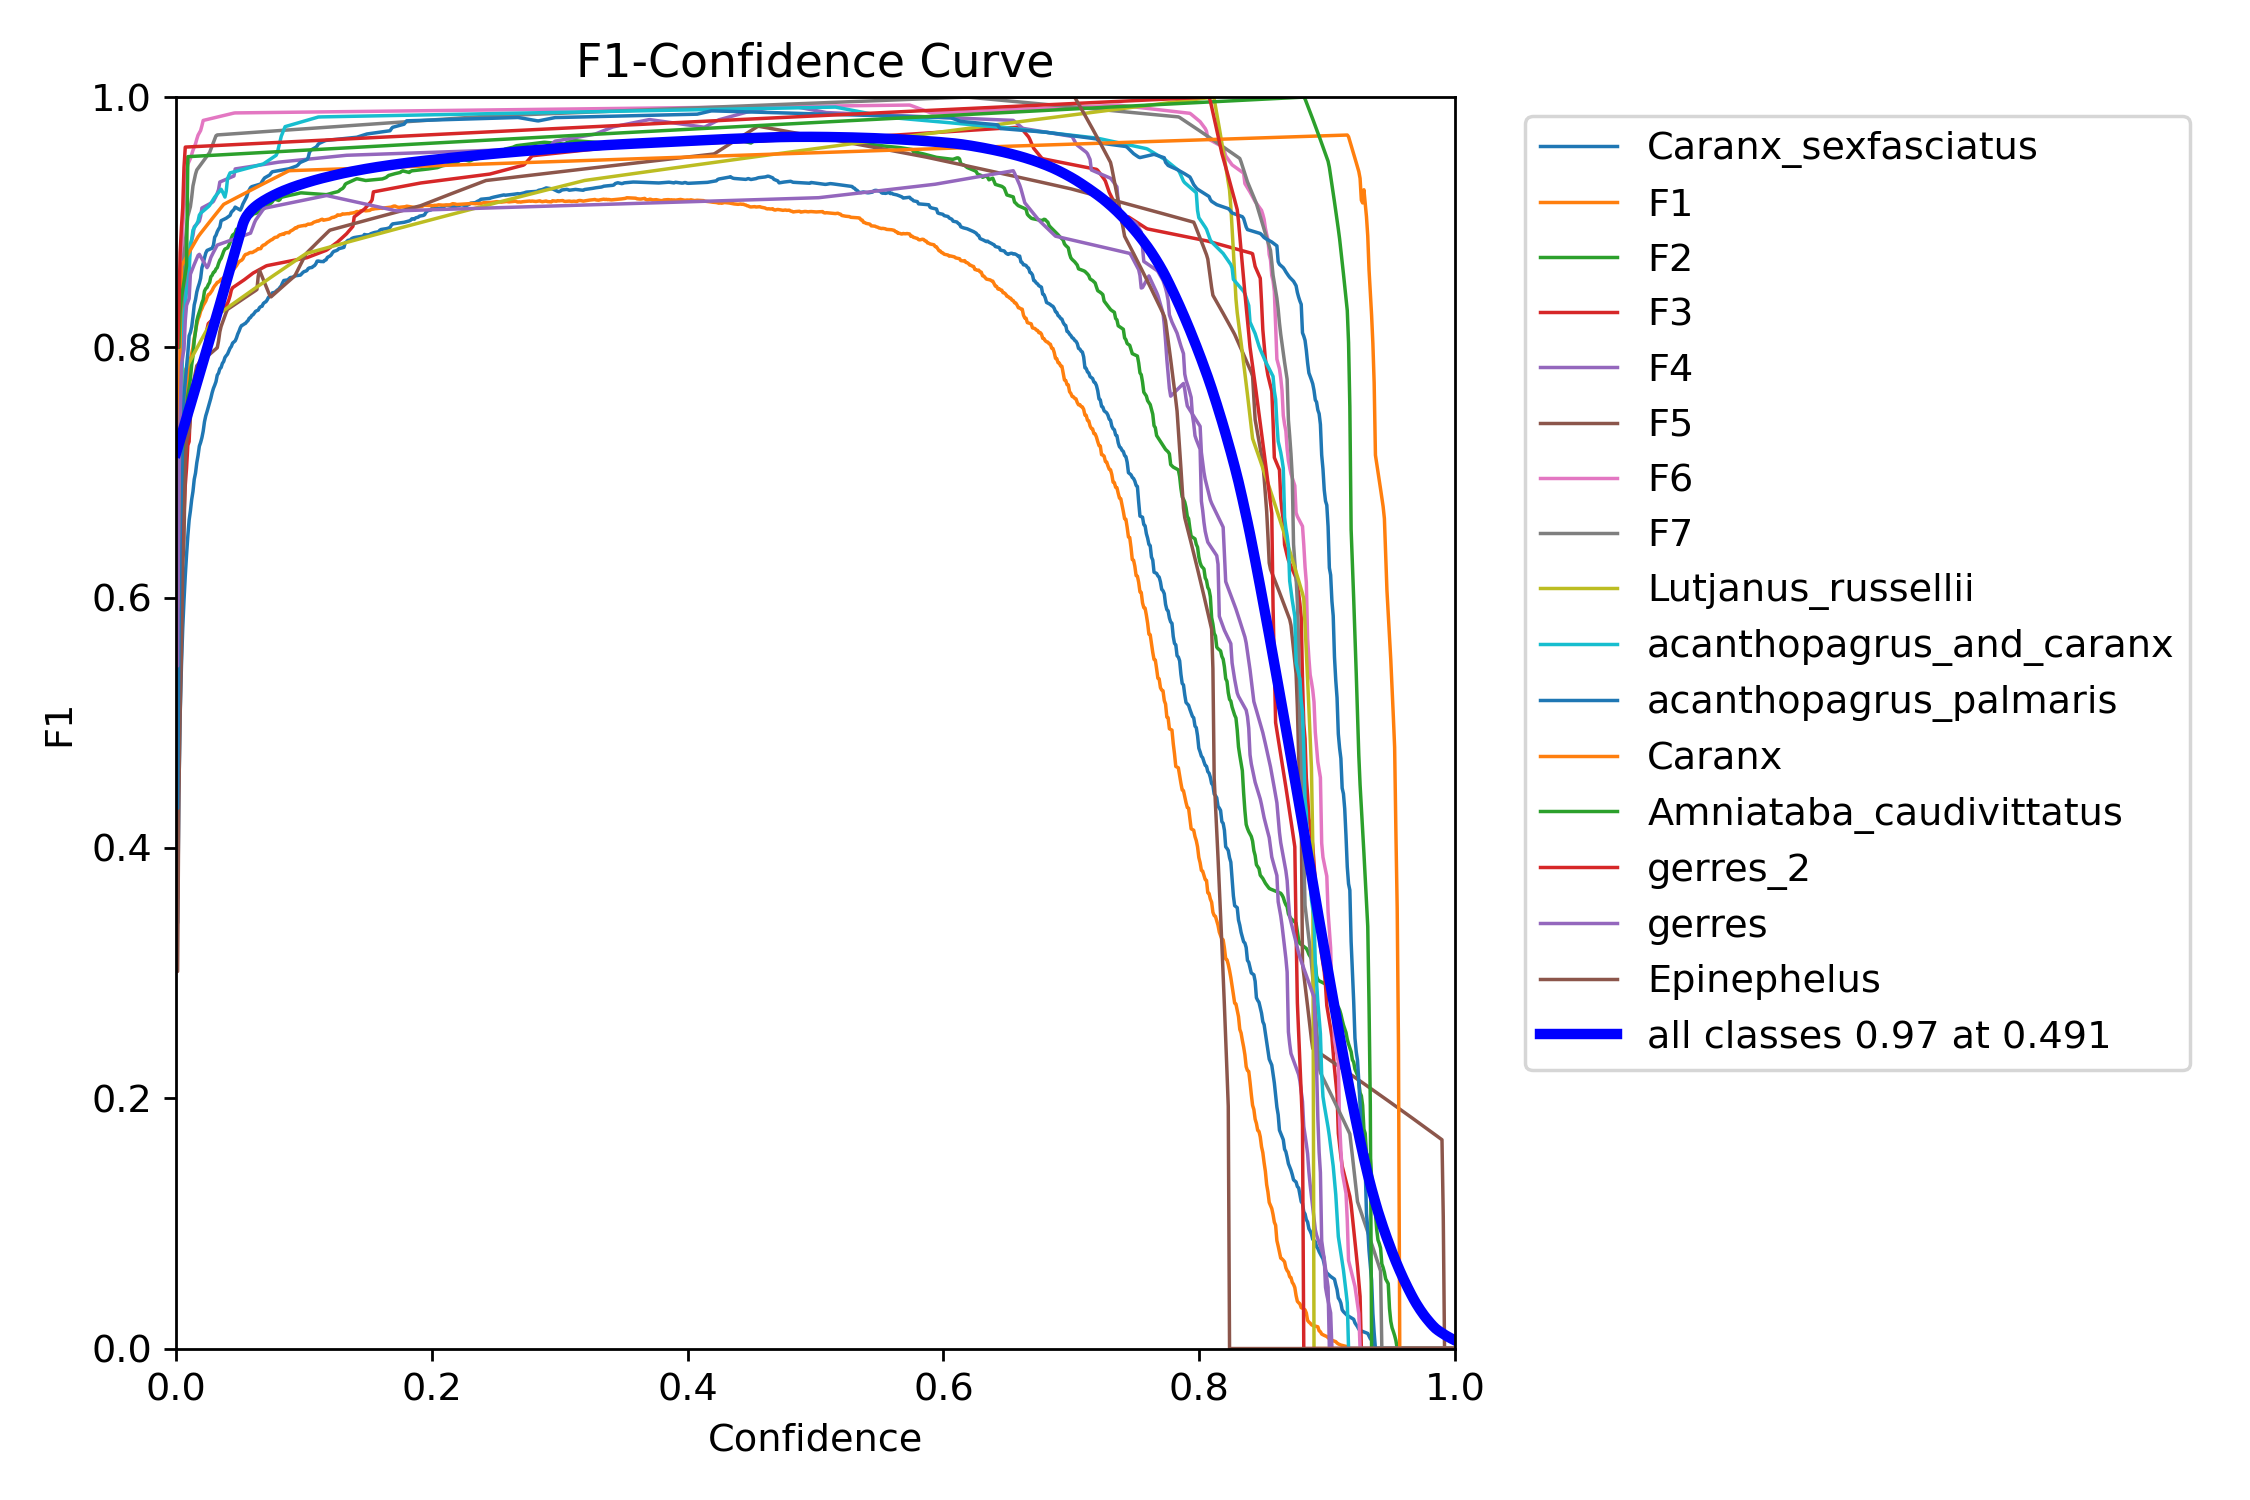 F1-Confidence Curve
1.0
0.8
0.6
0.4
0.2
0.0
F1
0.0 0.2 0.4 0.6 0.8 1.0
Confidence
Caranx_sexfasciatus
F1
F2
F3
F4
F5
F6
F7
Lutjanus_russellii
acanthopagrus_and_caranx
acanthopagrus_palmaris
Caranx
Amniataba_caudivittatus
gerres_2
gerres
Epinephelus
all classes 0.97 at 0.491